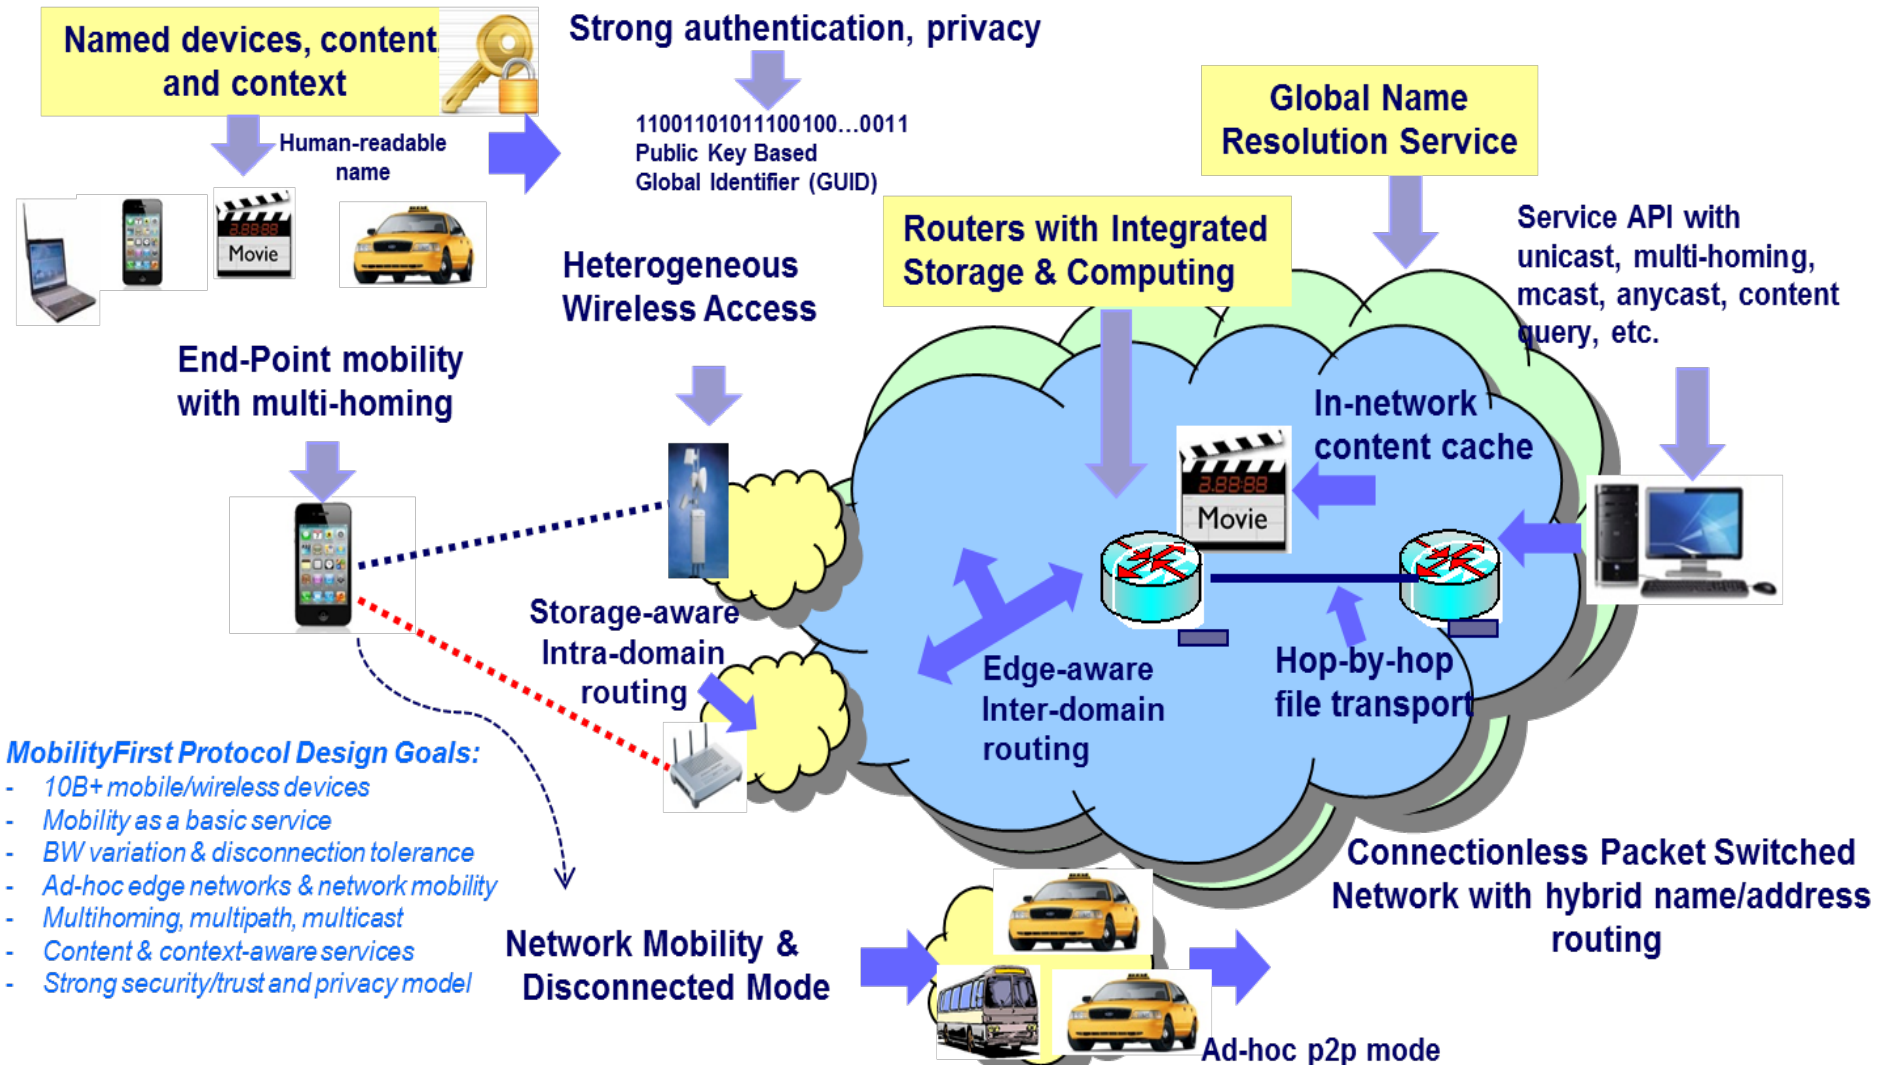 Named devices, content,
and context
Strong authentication, privacy
Human-readable
name
11001101011100100...0011
Public Key Based
Global Identifier (GUID)
Global Name
Resolution Service
Routers with Integrated
Storage & Computing
Service API with
unicast, multi-homing,
mcast, anycast, content
query, etc.
Movie
Heterogeneous
Wireless Access
End-Point mobility
with multi-homing
In-network
content cache
Movie
Storage-aware
Intra-domain
routing
Edge-aware
Inter-domain
routing
Hop-by-hop
file transport
MobilityFirst Protocol Design Goals:
- 10B+ mobile/wireless devices
- Mobility as a basic service
- BW variation & disconnection tolerance
- Ad-hoc edge networks & network mobility
- Multihoming, multipath, multicast
- Content & context-aware services
- Strong security/trust and privacy model
Network Mobility &
Disconnected Mode
Connectionless Packet Switched
Network with hybrid name/address
routing
Ad-hoc p2p mode